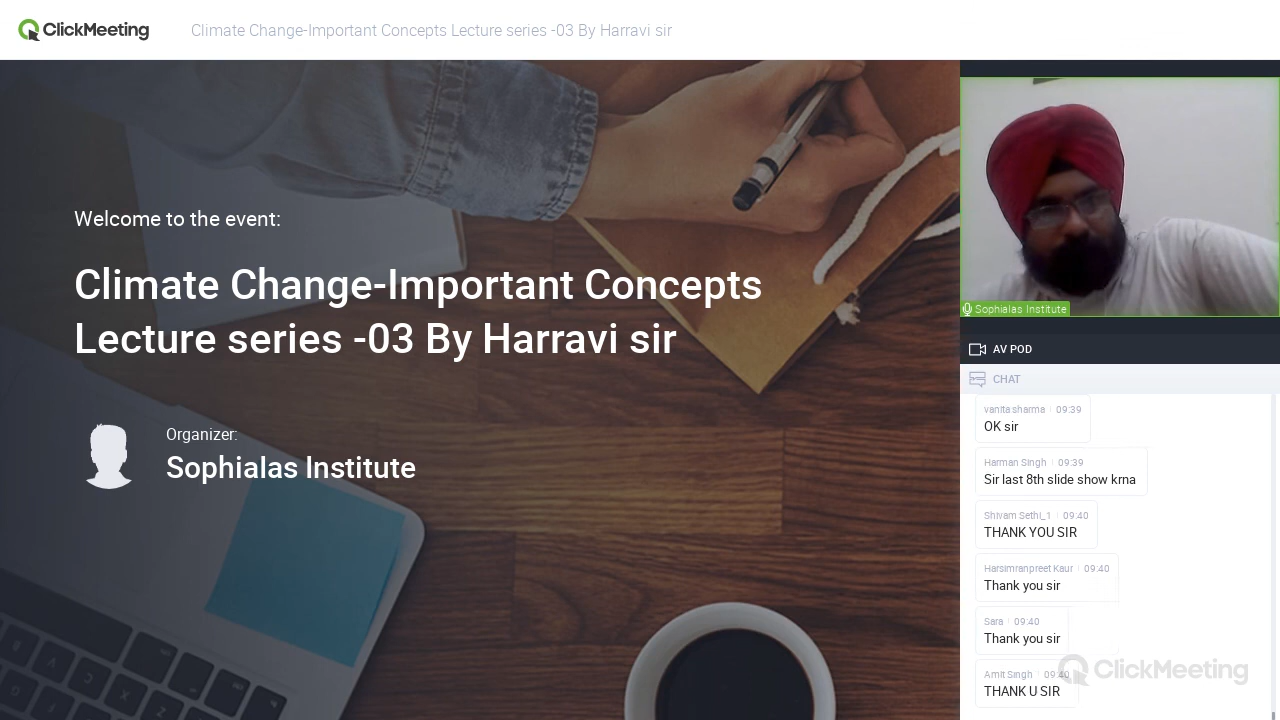 ClickMeeting
Climate Change-Important Concepts Lecture series -03 By Harravi sir
Welcome to the event:
Climate Change-Important Concepts
Lecture series -03 By Harravi sir
Organizer:
Sophialas Institute
Sophialas Institute
AV POD
CHAT
vanita sharma 09:39
OK sir
Harman Singh 09:39
Sir last 8th slide show krna
Shivam Sethi_1 09:40
THANK YOU SIR
Harsimranpreet Kaur 09:40
Thank you sir
Sara 09:40
Thank you sir
Amit Singh 09:40
THANK U SIR
ClickMeeting